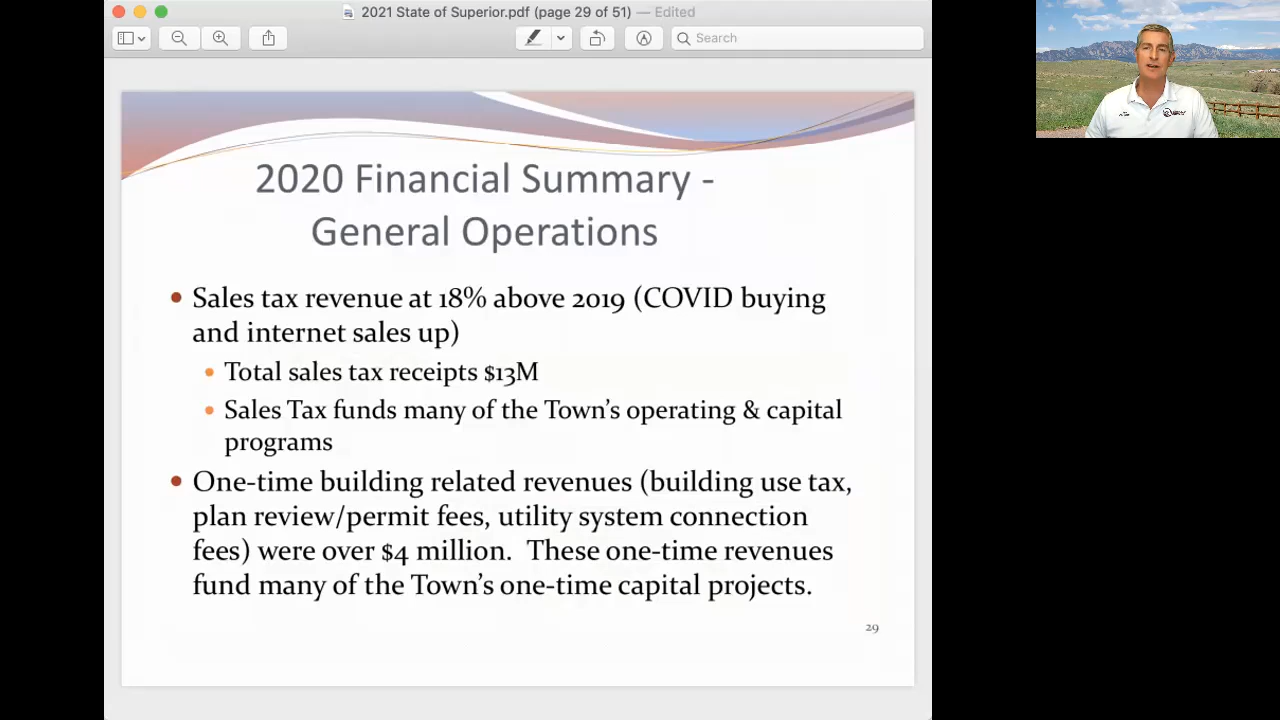 2021 State of Superior.pdf (page 29 of 51) — Edited
Search
2020 Financial Summary -
General Operations
• Sales tax revenue at 18% above 2019 (COVID buying
and internet sales up)
• Total sales tax receipts $13M
• Sales Tax funds many of the Town's operating & capital
programs
• One-time building related revenues (building use tax,
plan review/permit fees, utility system connection
fees) were over $4 million.  These one-time revenues
fund many of the Town's one-time capital projects.
29